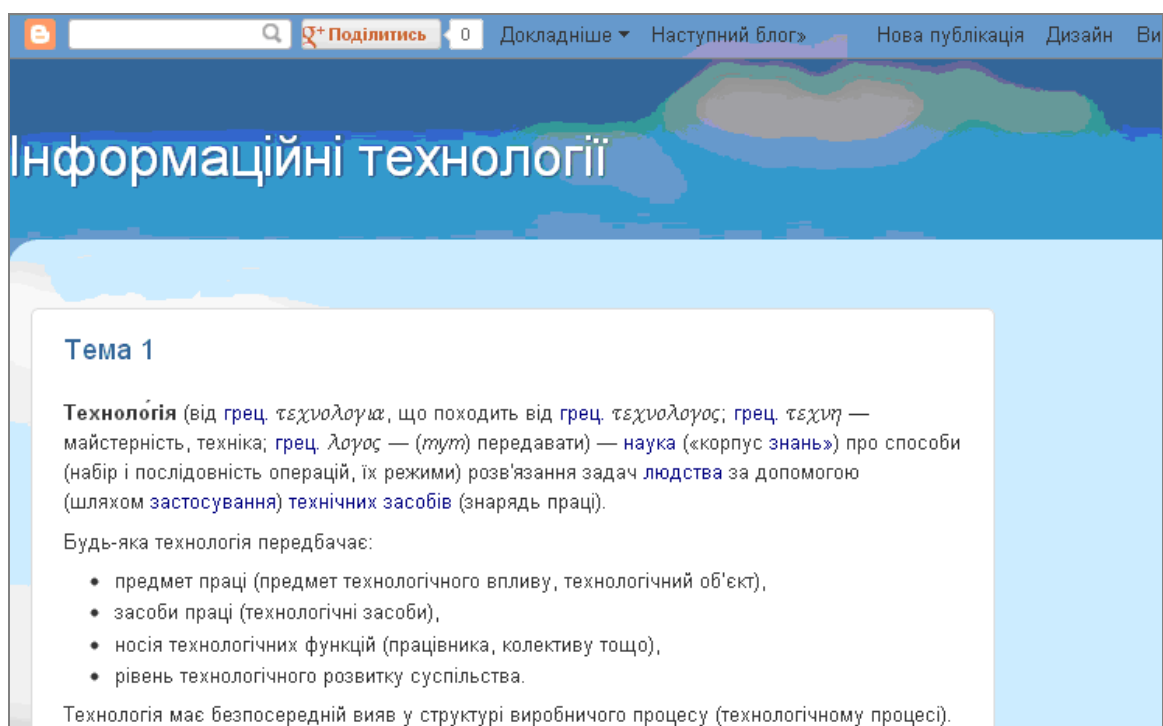 Поділитись 0 Докладніше Наступний блог» Нова публікація Дизайн Ви
Інформаційні технології
Тема 1
Техноло́гія (від грец. τεχνολογια, що походить від грец. τεχνολογος; грец. τεχνη —
майстерність, техніка; грец. λογος — (тут) передавати) — наука («корпус знань») про способи
(набір і послідовність операцій, їх режими) розв'язання задач людства за допомогою
(шляхом застосування) технічних засобів (знарядь праці).
Будь-яка технологія передбачає:
• предмет праці (предмет технологічного впливу, технологічний об'єкт),
• засоби праці (технологічні засоби),
• носія технологічних функцій (працівника, колективу тощо),
• рівень технологічного розвитку суспільства.
Технологія має безпосередній вияв у структурі виробничого процесу (технологічному процесі).